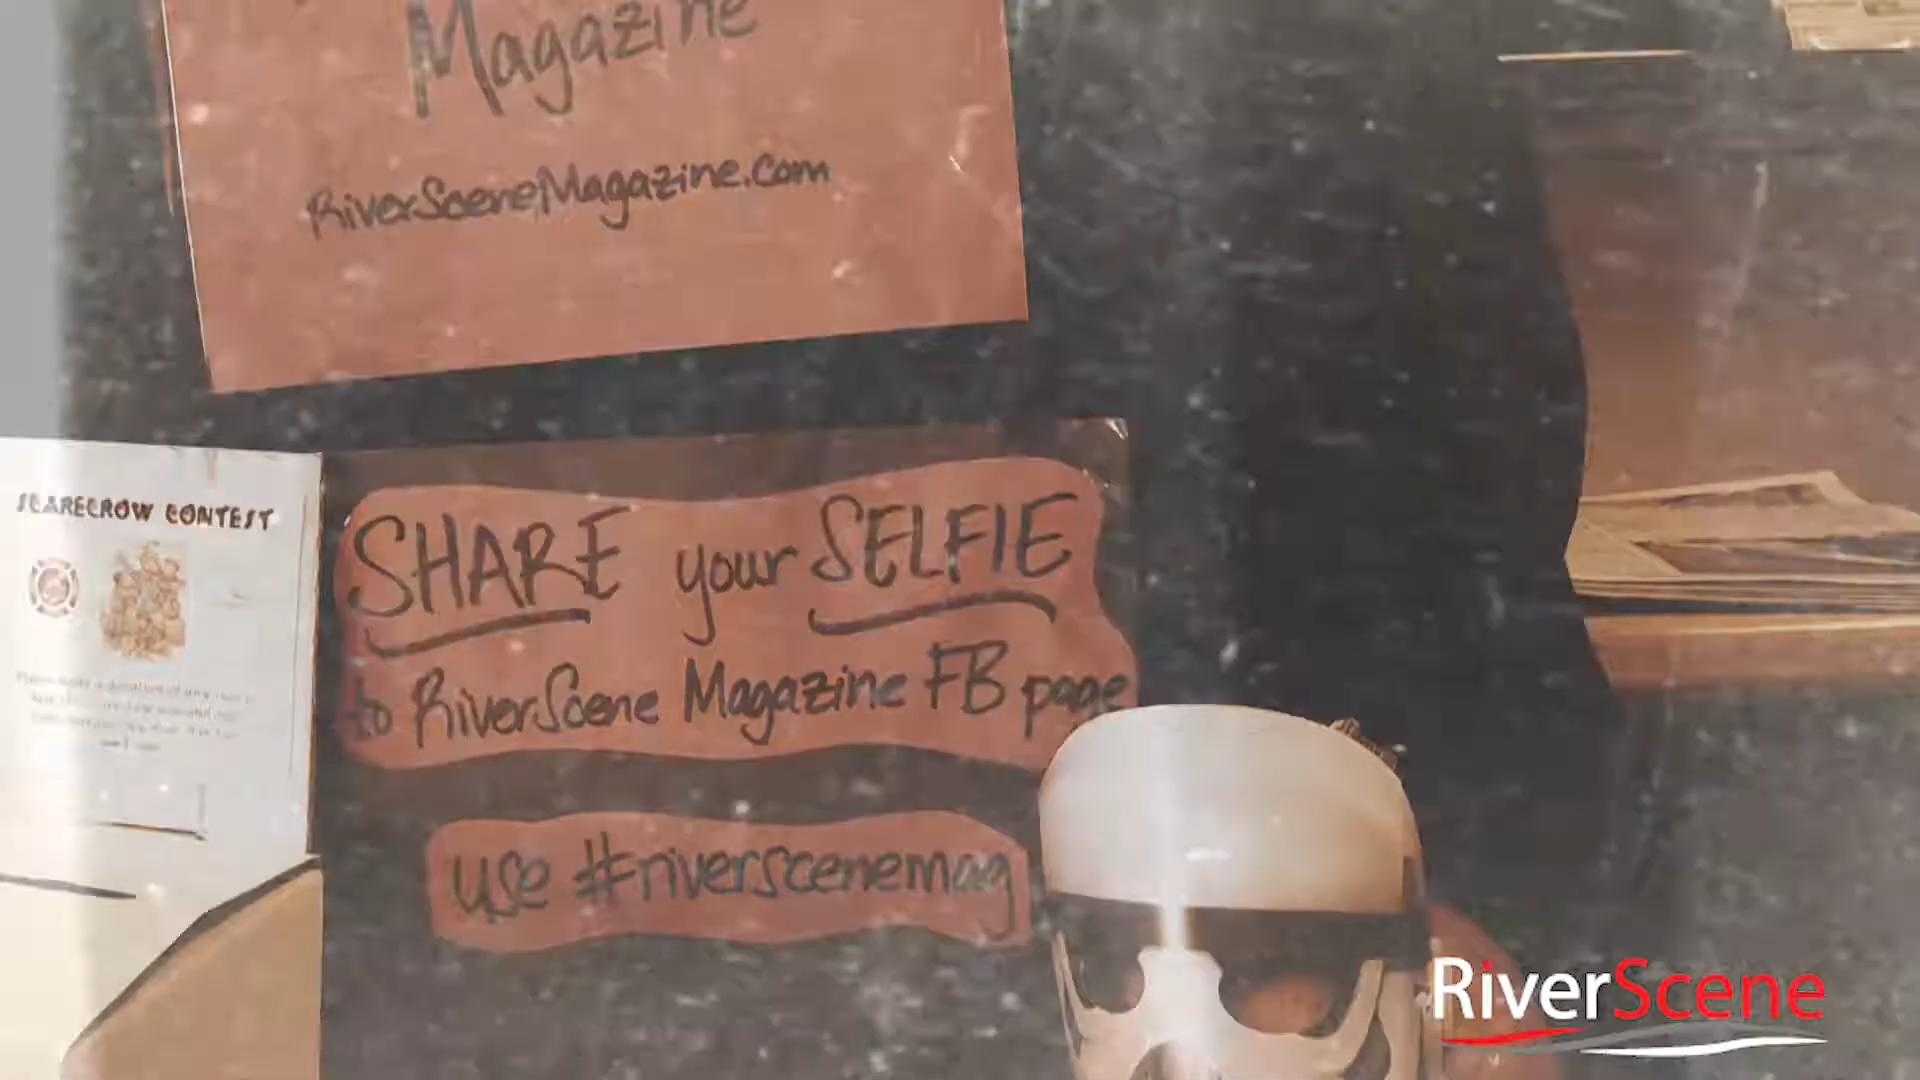 Magazine
RiverSceneMagazine.com
SCARECROW CONTEST
SHARE your SELFIE
to RiverScene Magazine FB page
use #riverscenemag
RiverScene